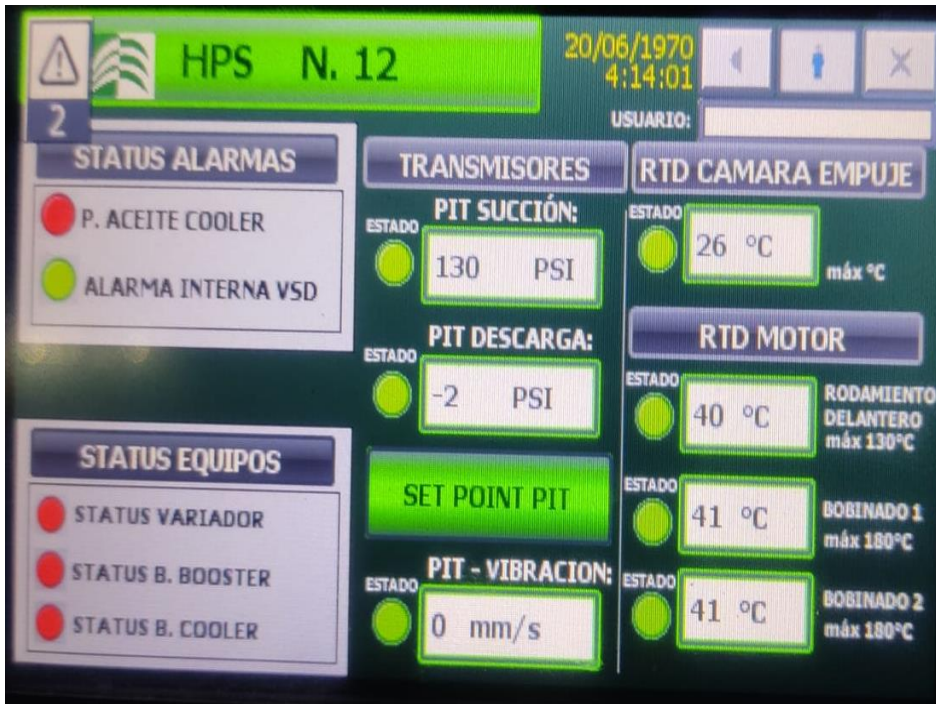 HPS N. 12
20/06/1970
4:14:01
2
USUARIO:
STATUS ALARMAS
P. ACEITE COOLER
ALARMA INTERNA VSD
STATUS EQUIPOS
STATUS VARIADOR
STATUS B. BOOSTER
STATUS B. COOLER
TRANSMISORES
PIT SUCCIÓN:
ESTADO
130 PSI
PIT DESCARGA:
ESTADO
-2 PSI
SET POINT PIT
PIT - VIBRACION:
ESTADO
0 mm/s
RTD CAMARA EMPUJE
ESTADO
26 °C
máx °C
RTD MOTOR
ESTADO
40 °C
RODAMIENTO
DELANTERO
máx 130°C
ESTADO
41 °C
BOBINADO 1
máx 180°C
ESTADO
41 °C
BOBINADO 2
máx 180°C